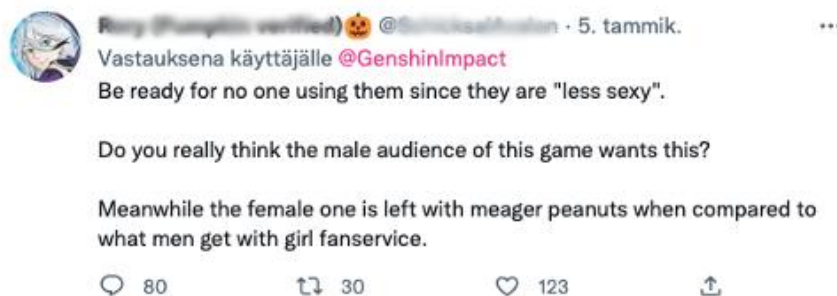 · 5. tammik.
Vastauksena käyttäjälle @GenshinImpact
Be ready for no one using them since they are "less sexy".
Do you really think the male audience of this game wants this?
Meanwhile the female one is left with meager peanuts when compared to
what men get with girl fanservice.
80 30 123